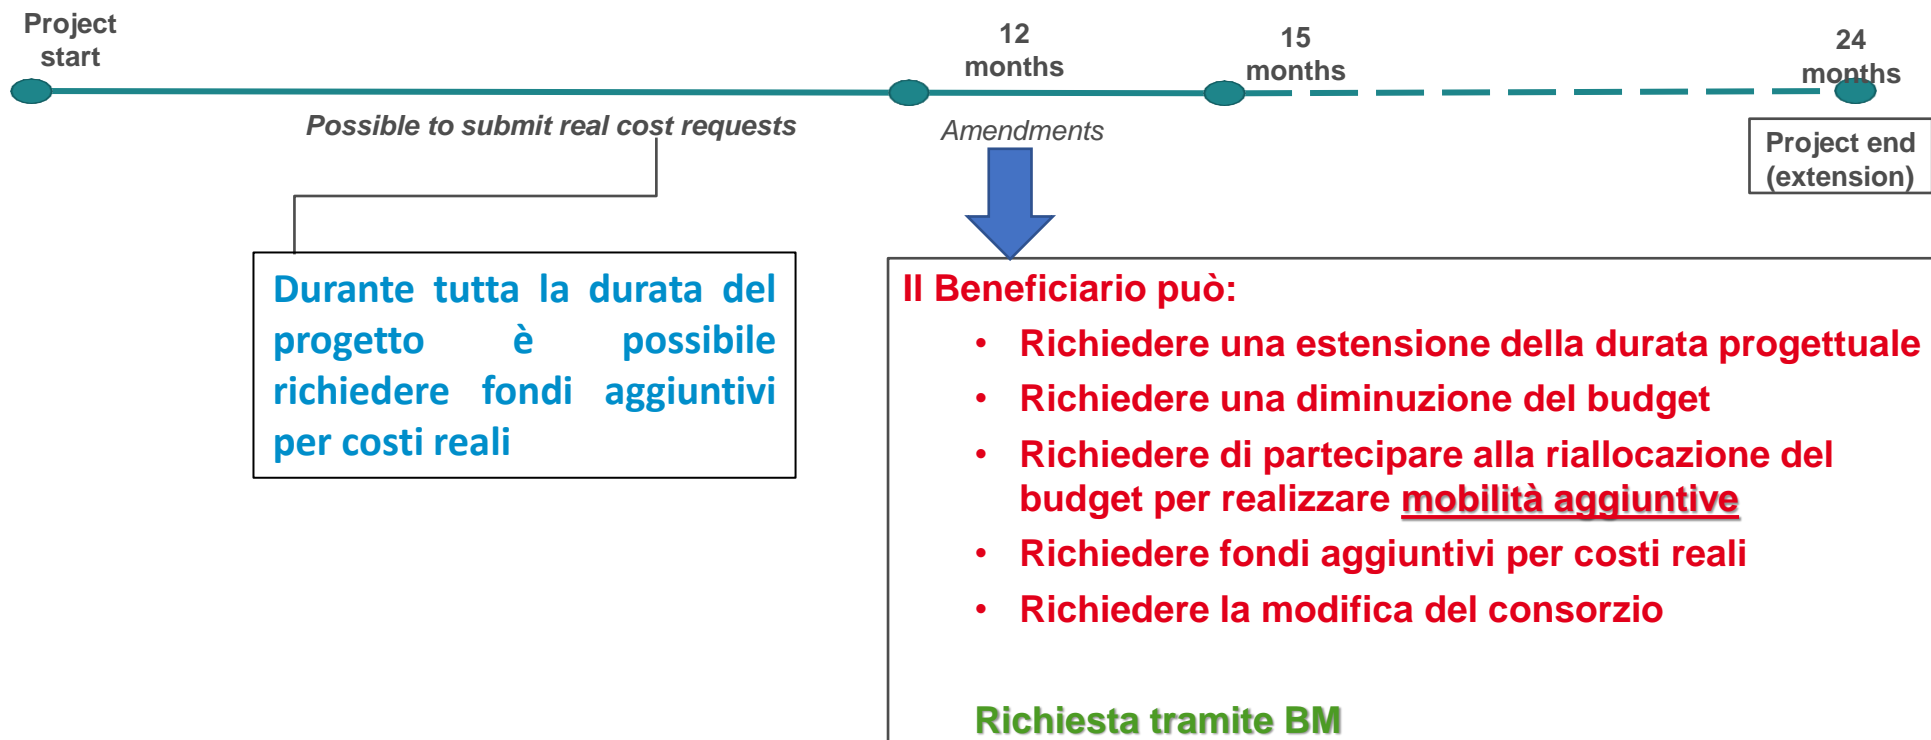 Project
start
12
months
15
months
24
months
Possible to submit real cost requests
Amendments
Project end
(extension)
Durante tutta la durata del
progetto è possibile
richiedere fondi aggiuntivi
per costi reali
Il Beneficiario può:
• Richiedere una estensione della durata progettuale
• Richiedere una diminuzione del budget
• Richiedere di partecipare alla riallocazione del
budget per realizzare mobilità aggiuntive
• Richiedere fondi aggiuntivi per costi reali
• Richiedere la modifica del consorzio
Richiesta tramite BM